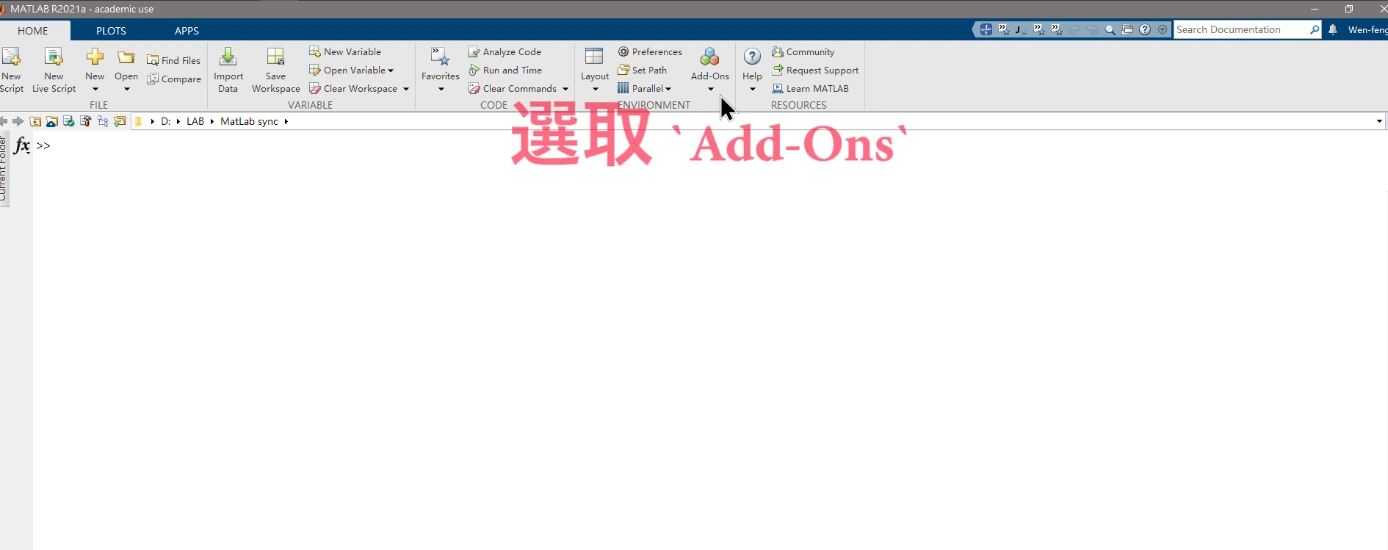 MATLAB R2021a - academic use
HOME PLOTS APPS
Search Documentation
Wen-feng
New Script
New Live Script
New
Open
Find Files
Compare
FILE
Import Data
Save Workspace
New Variable
Open Variable
Clear Workspace
VARIABLE
Favorites
Analyze Code
Run and Time
Clear Commands
CODE
Layout
Preferences
Set Path
Parallel
Add-Ons
ENVIRONMENT
Help
Community
Request Support
Learn MATLAB
RESOURCES
D: LAB MatLab sync
Current Folder
fx >>
選取 `Add-Ons`